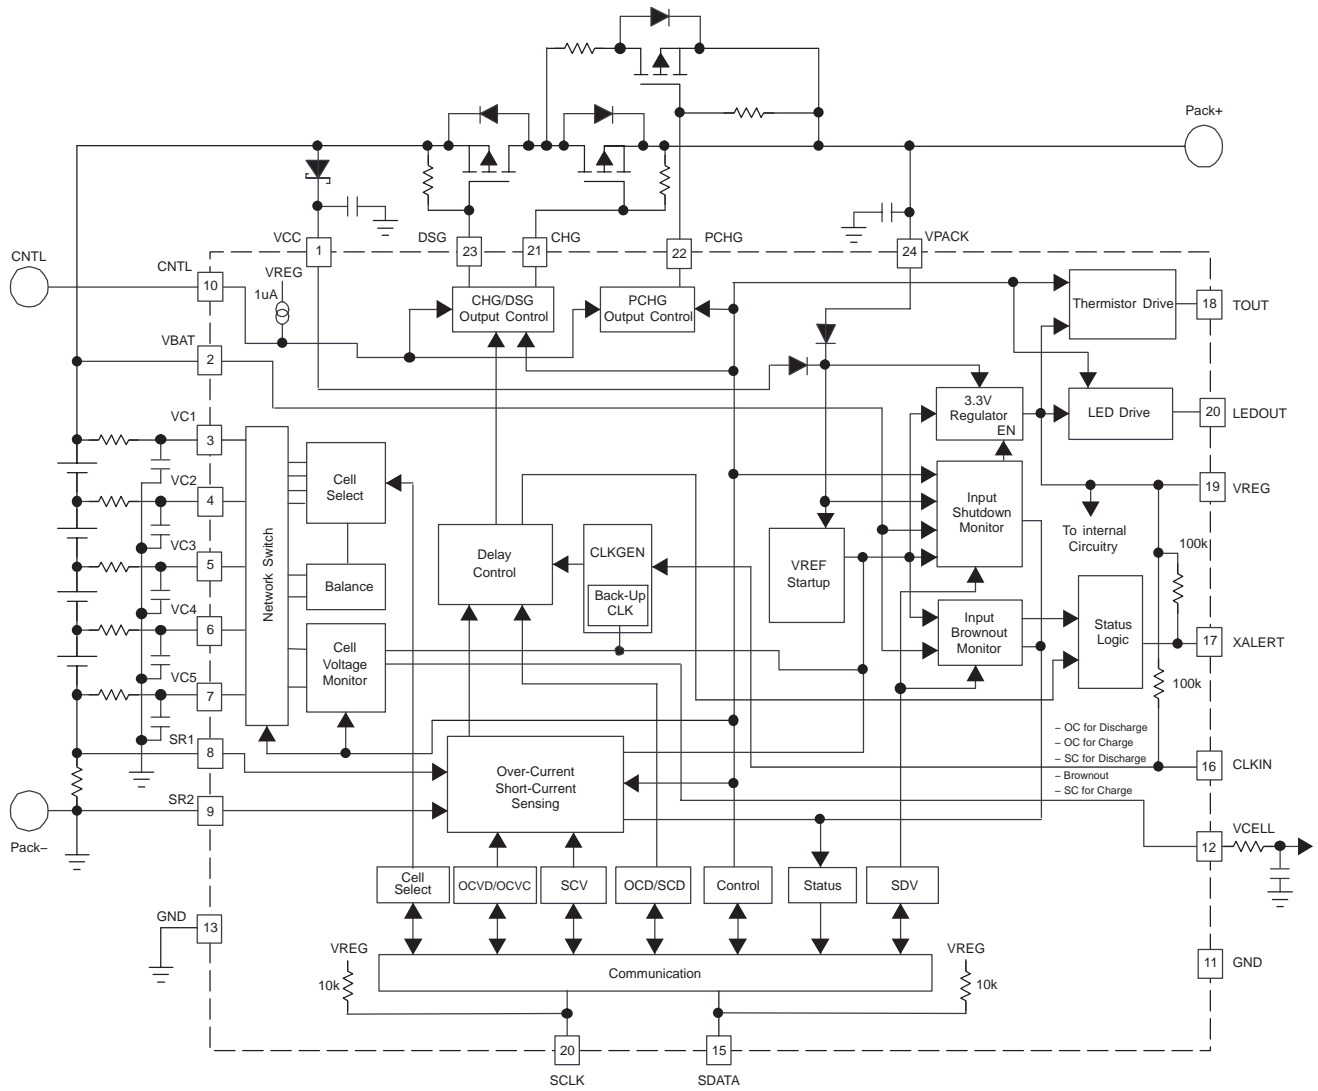 Pack+
VCC
1
DSG
23
CHG
21
22
PCHG
24
VPACK
CNTL
CNTL
10
VREG
1uA
CHG/DSG
Output Control
PCHG
Output Control
Thermistor Drive
18
TOUT
VBAT
2
3.3V
Regulator
EN
LED Drive
20
LEDOUT
VC1
3
VC2
4
VC3
5
VC4
6
VC5
7
Network Switch
Cell
Select
Balance
Cell
Voltage
Monitor
Delay
Control
CLKGEN
Back-Up
CLK
VREF
Startup
Input
Shutdown
Monitor
Input
Brownout
Monitor
19
VREG
To internal
Circuitry
100k
Status
Logic
17
XALERT
100k
– OC for Discharge
– OC for Charge
– SC for Discharge
– Brownout
– SC for Charge
16
CLKIN
SR1
8
SR2
9
Pack–
Over-Current
Short-Current
Sensing
12
VCELL
Cell
Select
OCVD/OCVC
SCV
OCD/SCD
Control
Status
SDV
GND
13
VREG
10k
Communication
VREG
10k
11
GND
20
SCLK
15
SDATA